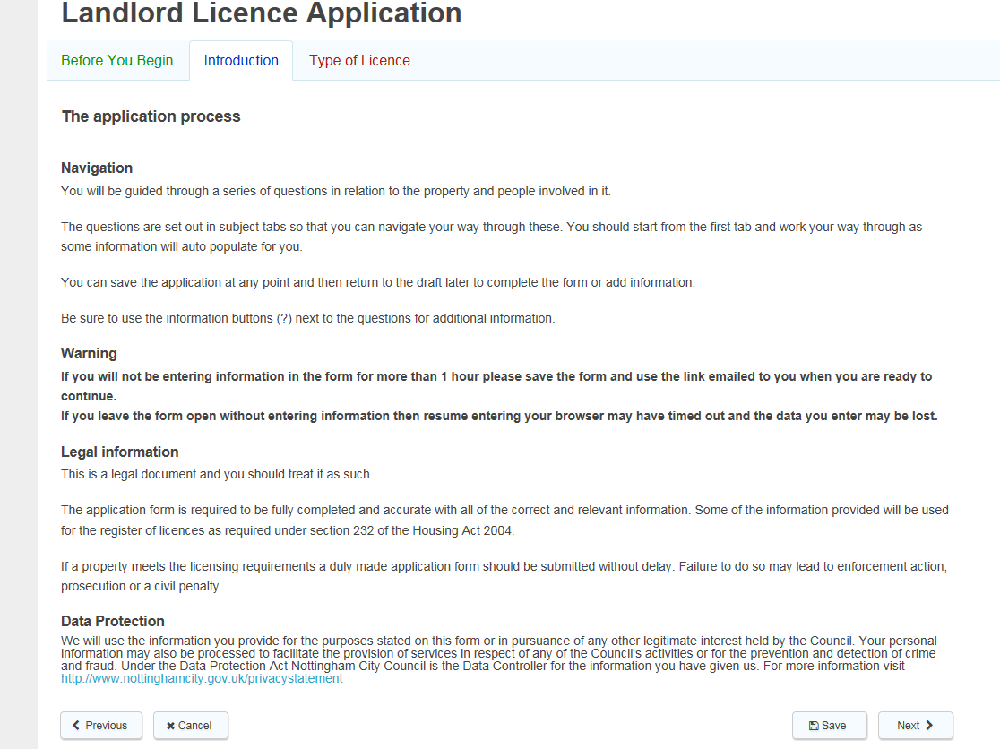 Landlord Licence Application
Before You Begin
Introduction
Type of Licence
The application process
Navigation
You will be guided through a series of questions in relation to the property and people involved in it.
The questions are set out in subject tabs so that you can navigate your way through these. You should start from the first tab and work your way through as
some information will auto populate for you.
You can save the application at any point and then return to the draft later to complete the form or add information.
Be sure to use the information buttons (?) next to the questions for additional information.
Warning
If you will not be entering information in the form for more than 1 hour please save the form and use the link emailed to you when you are ready to
continue.
If you leave the form open without entering information then resume entering your browser may have timed out and the data you enter may be lost.
Legal information
This is a legal document and you should treat it as such.
The application form is required to be fully completed and accurate with all of the correct and relevant information. Some of the information provided will be used
for the register of licences as required under section 232 of the Housing Act 2004.
If a property meets the licensing requirements a duly made application form should be submitted without delay. Failure to do so may lead to enforcement action,
prosecution or a civil penalty.
Data Protection
We will use the information you provide for the purposes stated on this form or in pursuance of any other legitimate interest held by the Council. Your personal
information may also be processed to facilitate the provision of services in respect of any of the Council's activities or for the prevention and detection of crime
and fraud. Under the Data Protection Act Nottingham City Council is the Data Controller for the information you have given us. For more information visit
http://www.nottinghamcity.gov.uk/privacystatement
Previous
Cancel
Save
Next